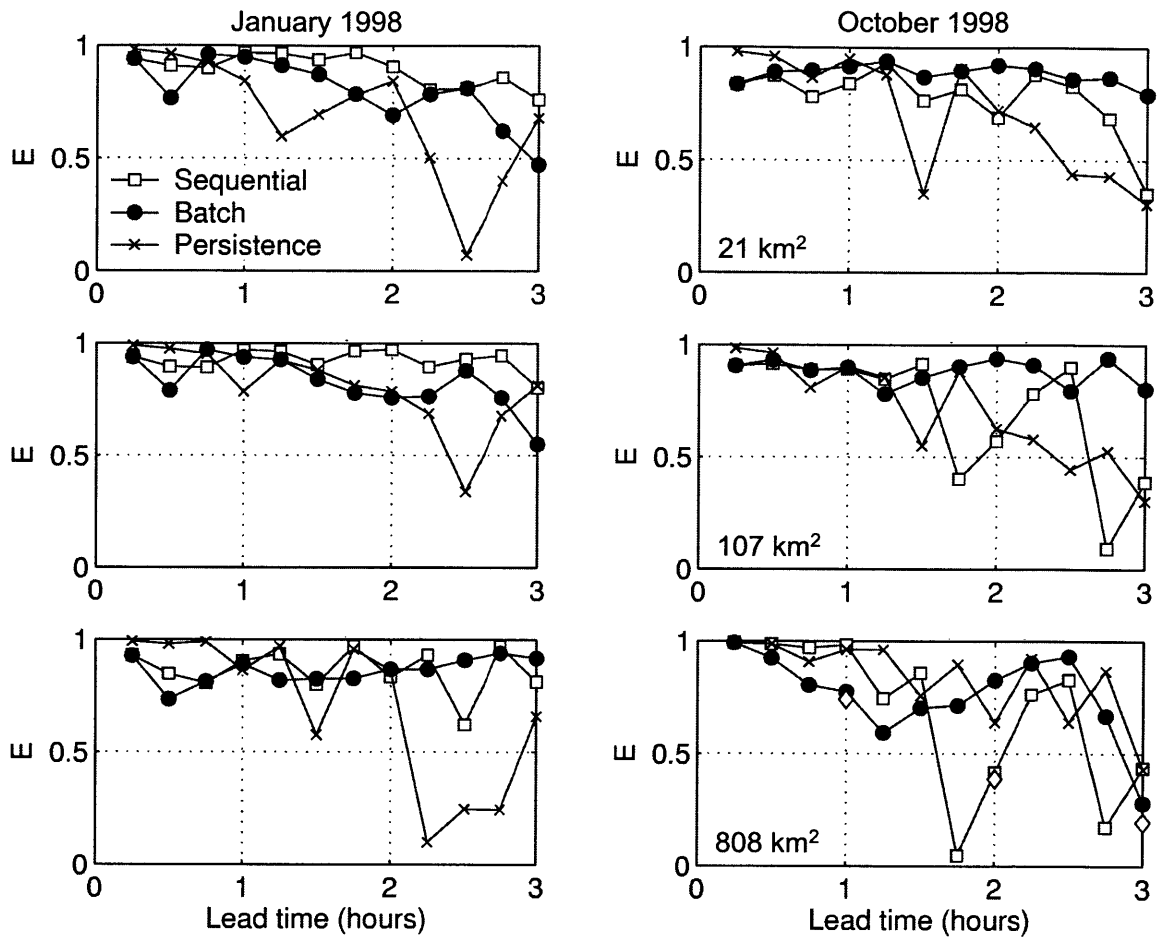 January 1998
October 1998
1
E 0.5
0
0 1 2 3
Sequential
Batch
Persistence
1
E 0.5
0
0 1 2 3
21 km²
1
E 0.5
0
0 1 2 3
1
E 0.5
0
0 1 2 3
107 km²
1
E 0.5
0
0 1 2 3
Lead time (hours)
1
E 0.5
0
0 1 2 3
808 km²
Lead time (hours)